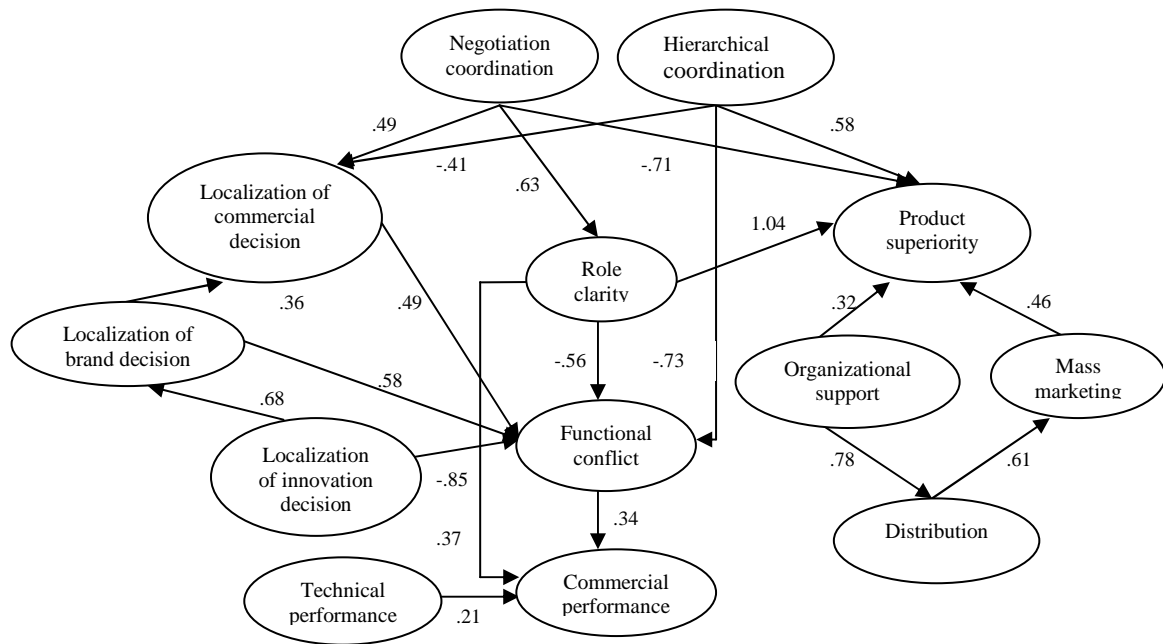 Negotiation
coordination
Hierarchical
coordination
.49
.58
-.41
-.71
.63
Localization of
commercial
decision
Product
superiority
1.04
Role
clarity
.36
.49
.32
.46
Localization of
brand decision
-.56
-.73
Organizational
support
Mass
marketing
.58
.68
Functional
conflict
Localization
of innovation
decision
-.85
.78
.61
.34
.37
Distribution
Technical
performance
.21
Commercial
performance